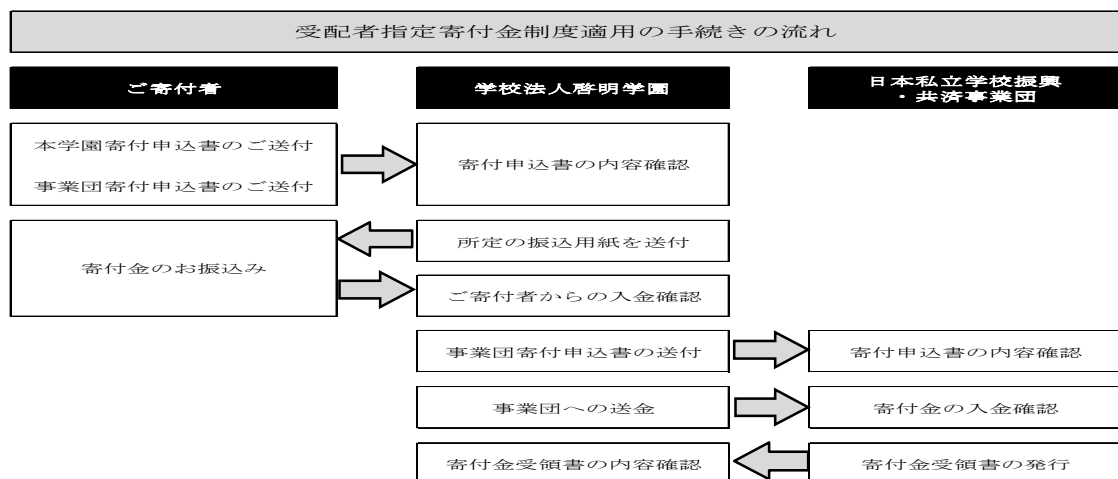 受配者指定寄付金制度適用の手続きの流れ
ご寄付者
学校法人啓明学園
日本私立学校振興
・共済事業団
本学園寄付申込書のご送付
事業団寄付申込書のご送付
寄付申込書の内容確認
所定の振込用紙を送付
寄付金のお振込み
ご寄付者からの入金確認
事業団寄付申込書の送付
寄付申込書の内容確認
事業団への送金
寄付金の入金確認
寄付金受領書の内容確認
寄付金受領書の発行